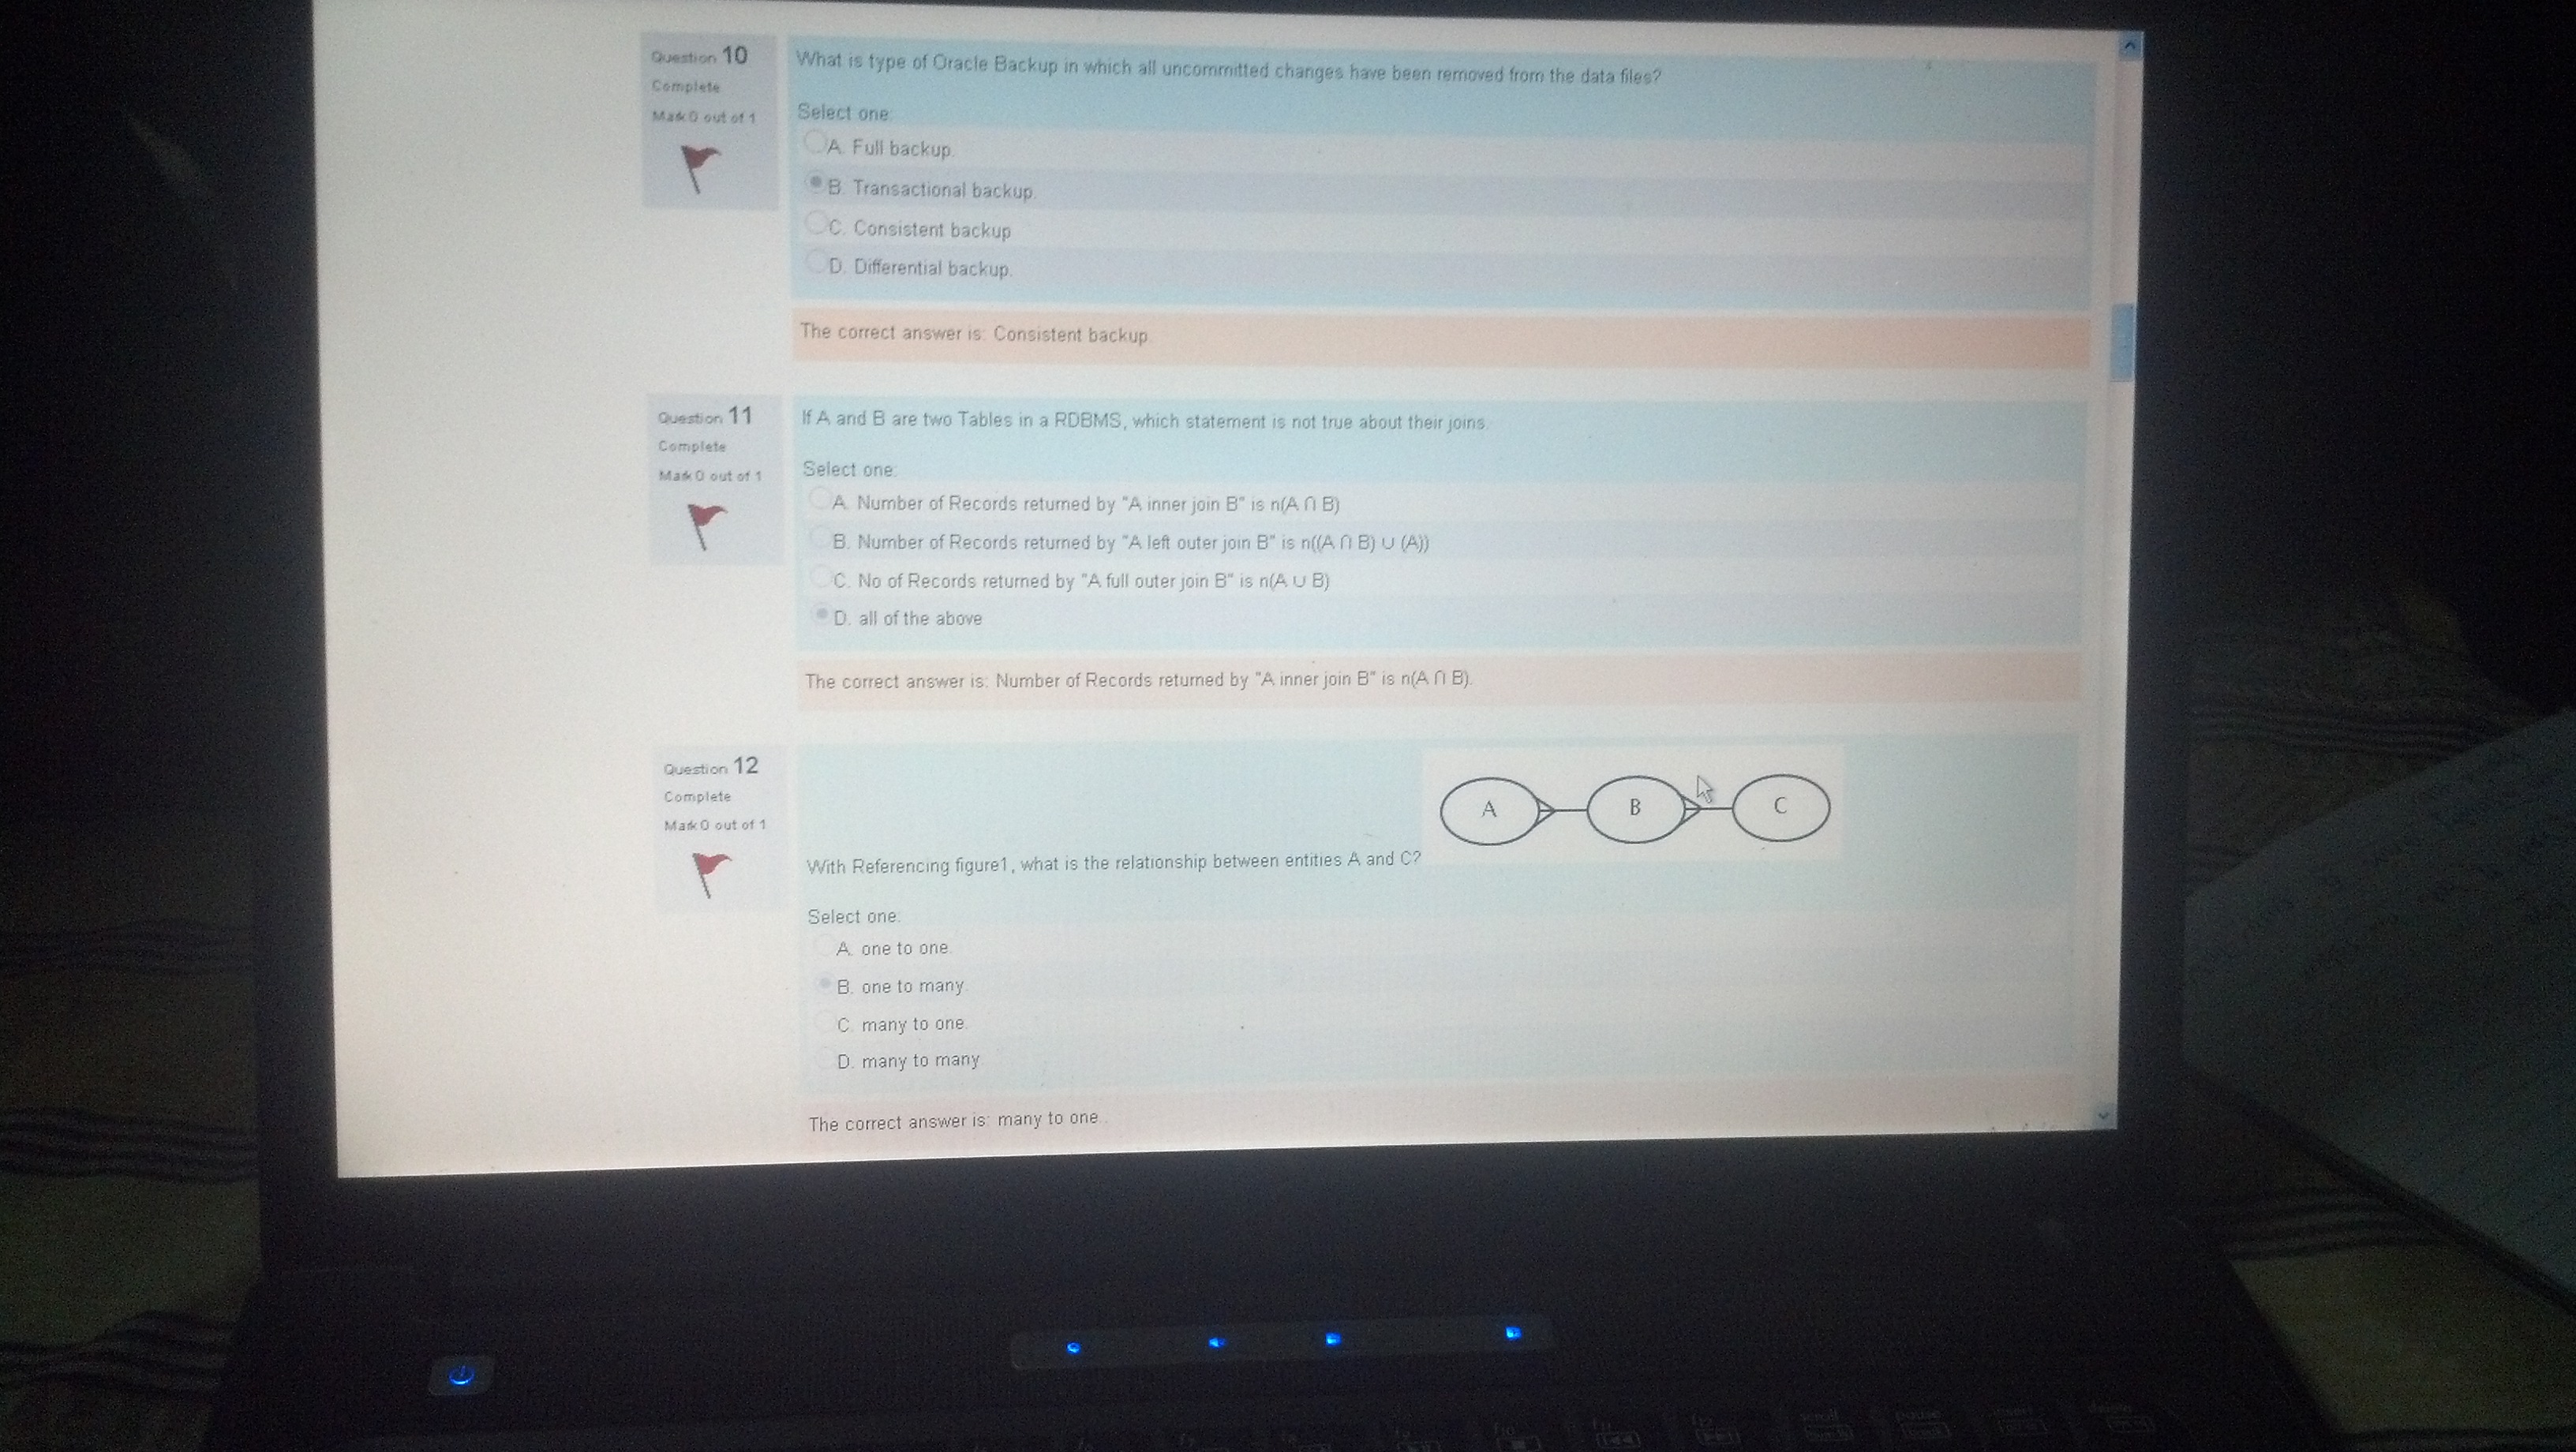 Question 10
Complete
Mark 0 out of 1
What is type of Oracle Backup in which all uncommitted changes have been removed from the data files?
Select one:
A. Full backup.
B. Transactional backup.
C. Consistent backup
D. Differential backup.
The correct answer is: Consistent backup
Question 11
Complete
Mark 0 out of 1
If A and B are two Tables in a RDBMS, which statement is not true about their joins.
Select one:
A. Number of Records returned by "A inner join B" is n(A ∩ B)
B. Number of Records returned by "A left outer join B" is n((A ∩ B) ∪ (A))
C. No of Records returned by "A full outer join B" is n(A ∪ B)
D. all of the above
The correct answer is: Number of Records returned by "A inner join B" is n(A ∩ B).
Question 12
Complete
Mark 0 out of 1
A B C
With Referencing figure1, what is the relationship between entities A and C?
Select one:
A. one to one.
B. one to many.
C. many to one.
D. many to many.
The correct answer is: many to one..